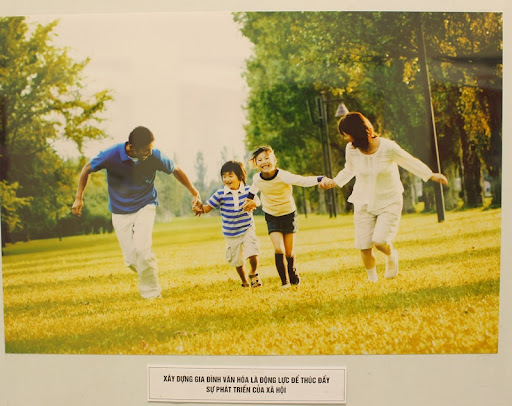 XÂY DỰNG GIA ĐÌNH VĂN HÓA LÀ ĐỘNG LỰC ĐỂ THÚC ĐẨY
SỰ PHÁT TRIỂN CỦA XÃ HỘI